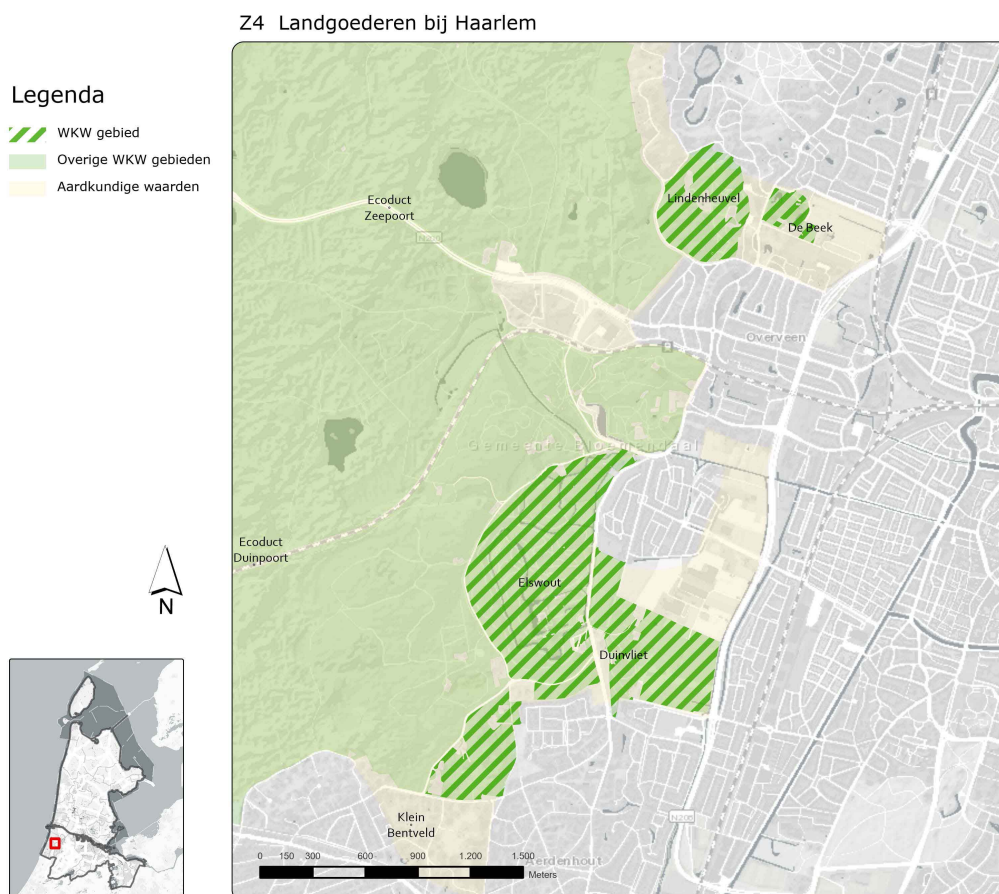 Z4 Landgoederen bij Haarlem
Legenda
WKW gebied
Overige WKW gebieden
Aardkundige waarden
Ecoduct
Zeepoort
Lindenheuvel
De Beek
Overveen
Gemeente Bloemendaal
Ecoduct
Duinpoort
Elswout
Duinvliet
N
Klein
Bentveld
N208
Aerdenhout
0 150 300 600 900 1.200 1.500
Meters